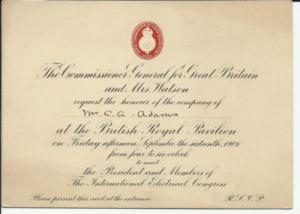 The Commissioner General for Great Britain
and Mrs. Watson
request the honour of the company of
Mr. C. A. Adams
at the British Royal Pavilion
on Friday afternoon, September the sixteenth, 1904
from four to six o'clock
to meet
the President and Members of
The International Electrical Congress
Please present this card at the entrance R.S.V.P.